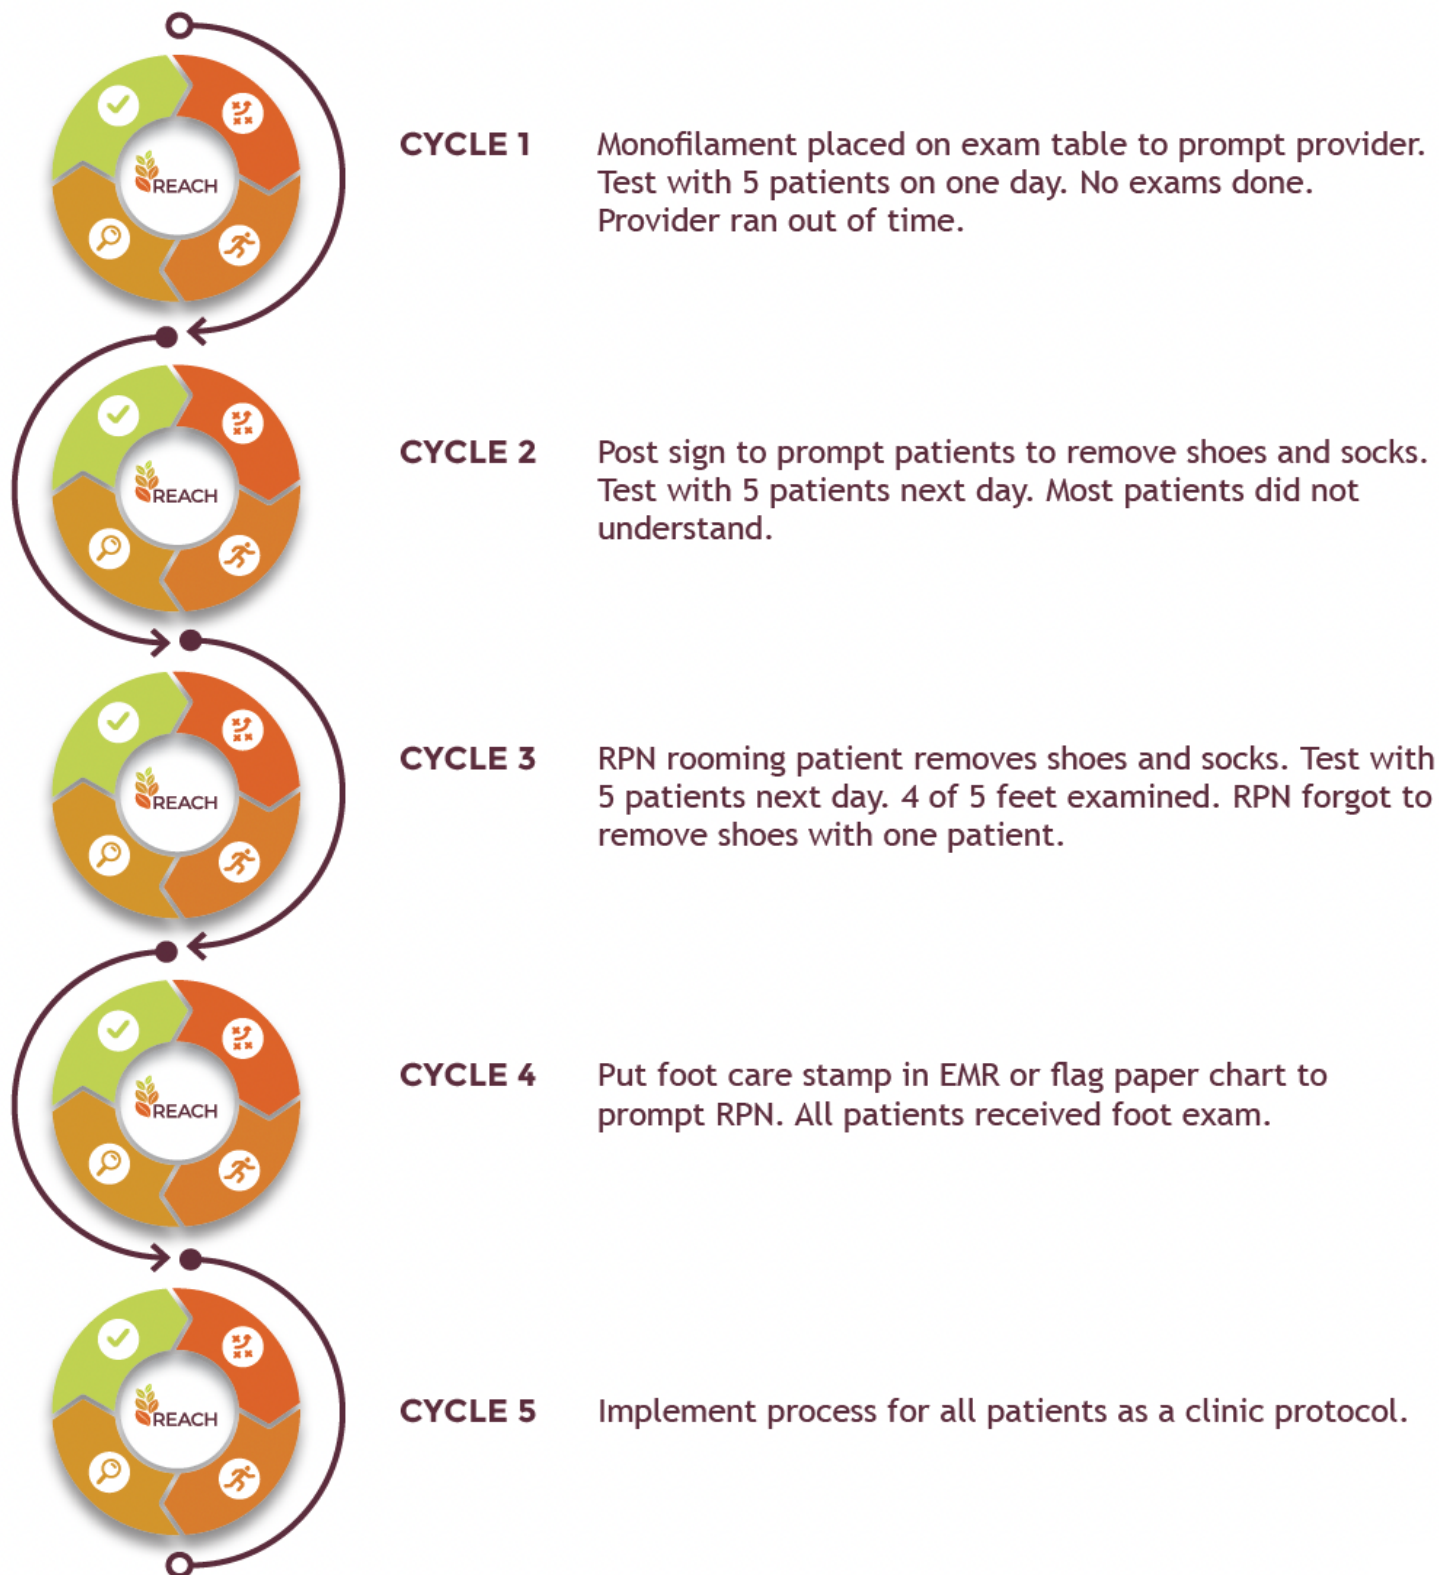 REACH
CYCLE 1
Monofilament placed on exam table to prompt provider.
Test with 5 patients on one day. No exams done.
Provider ran out of time.
REACH
CYCLE 2
Post sign to prompt patients to remove shoes and socks.
Test with 5 patients next day. Most patients did not
understand.
REACH
CYCLE 3
RPN rooming patient removes shoes and socks. Test with
5 patients next day. 4 of 5 feet examined. RPN forgot to
remove shoes with one patient.
REACH
CYCLE 4
Put foot care stamp in EMR or flag paper chart to
prompt RPN. All patients received foot exam.
REACH
CYCLE 5
Implement process for all patients as a clinic protocol.